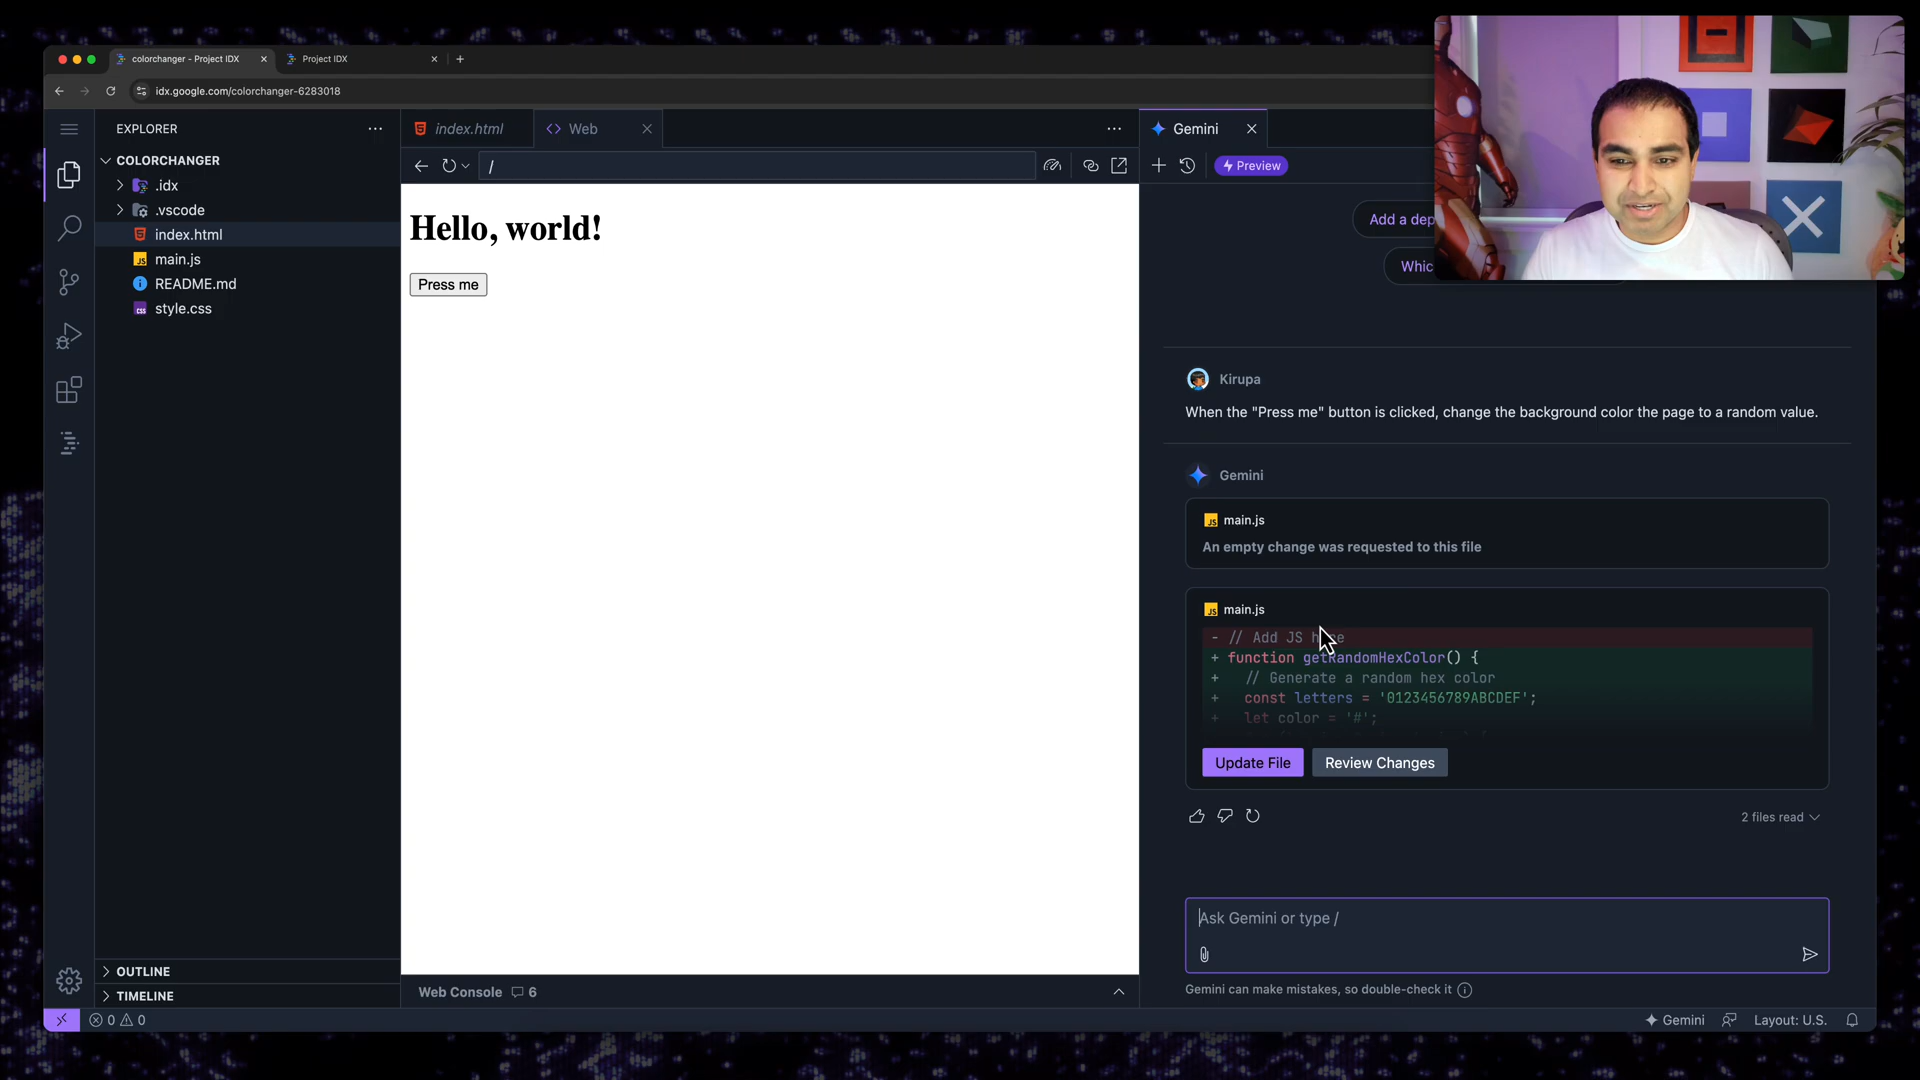 colorchanger - Project IDX
Project IDX
idx.google.com/colorchanger-6283018
EXPLORER
COLORCHANGER
.idx
.vscode
index.html
main.js
README.md
style.css
OUTLINE
TIMELINE
0 0
index.html
Web
/
Hello, world!
Press me
Web Console 6
Gemini
Preview
Add a dep
Whic
Kirupa
When the "Press me" button is clicked, change the background color the page to a random value.
Gemini
main.js
An empty change was requested to this file
main.js
- // Add JS here
+ function getRandomHexColor() {
+ // Generate a random hex color
+ const letters = '0123456789ABCDEF';
+ let color = '#';
Update File
Review Changes
2 files read
Ask Gemini or type /
Gemini can make mistakes, so double-check it
Gemini
Layout: U.S.